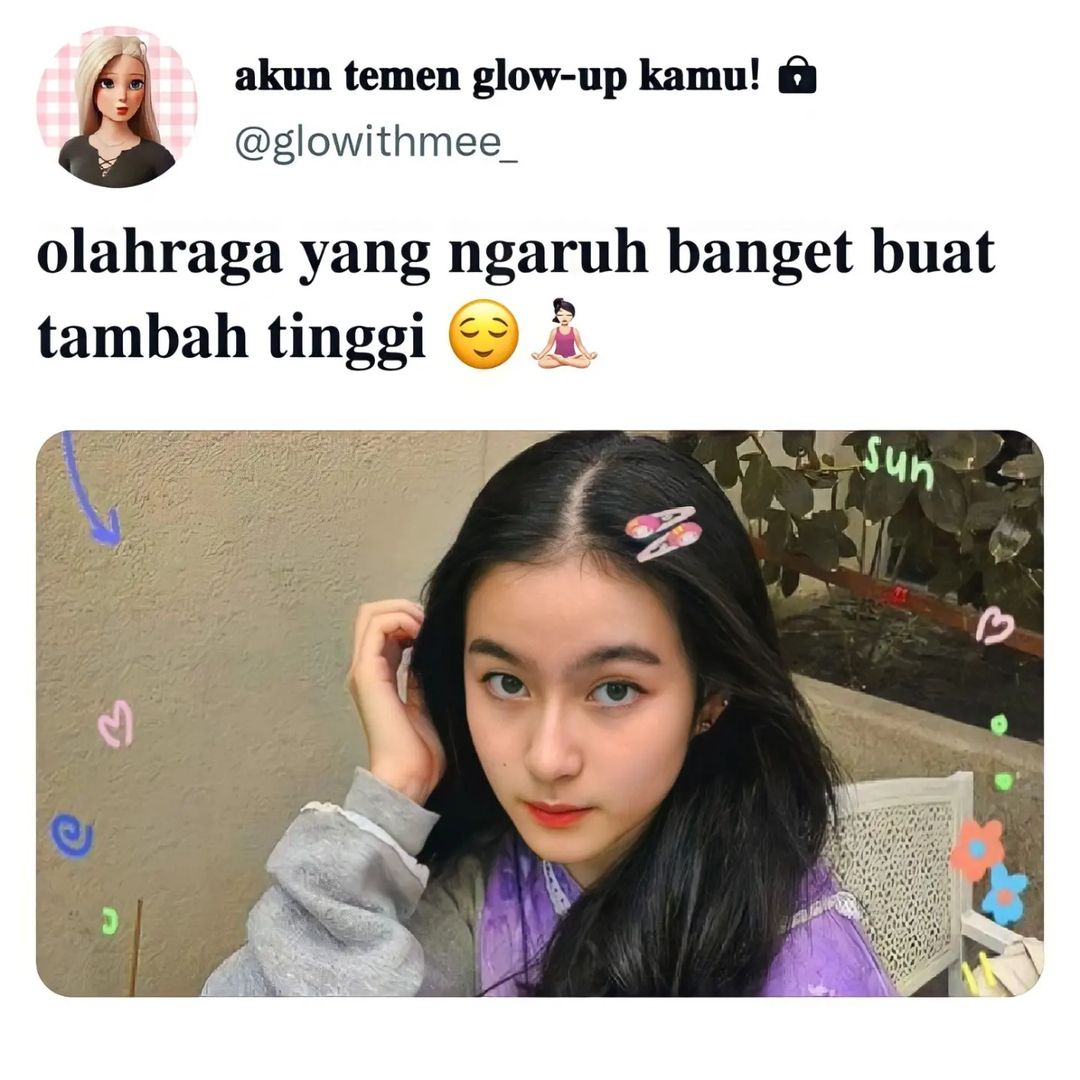 akun temen glow-up kamu! 🔒
@glowithmee_
olahraga yang ngaruh banget buat
tambah tinggi 😌🧘🏻‍♀️
sun